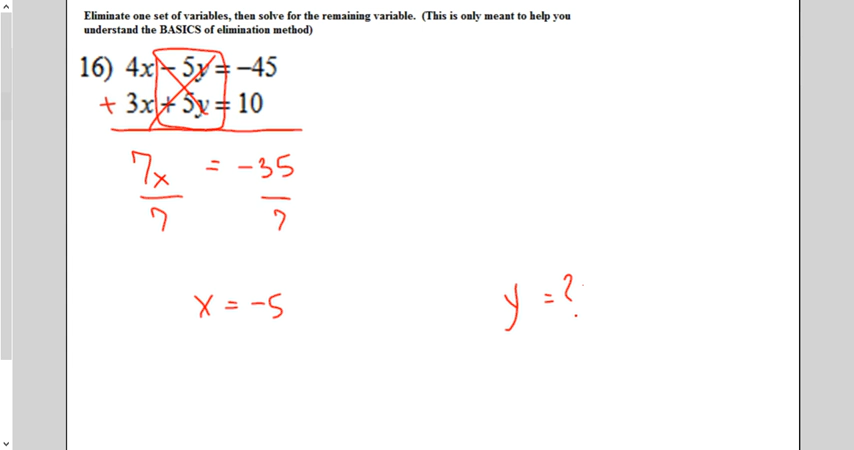 Eliminate one set of variables, then solve for the remaining variable. (This is only meant to help you
understand the BASICS of elimination method)
16) 4x − 5y = −45
+ 3x + 5y = 10
7x = −35
7 7
x = −5 y = ?